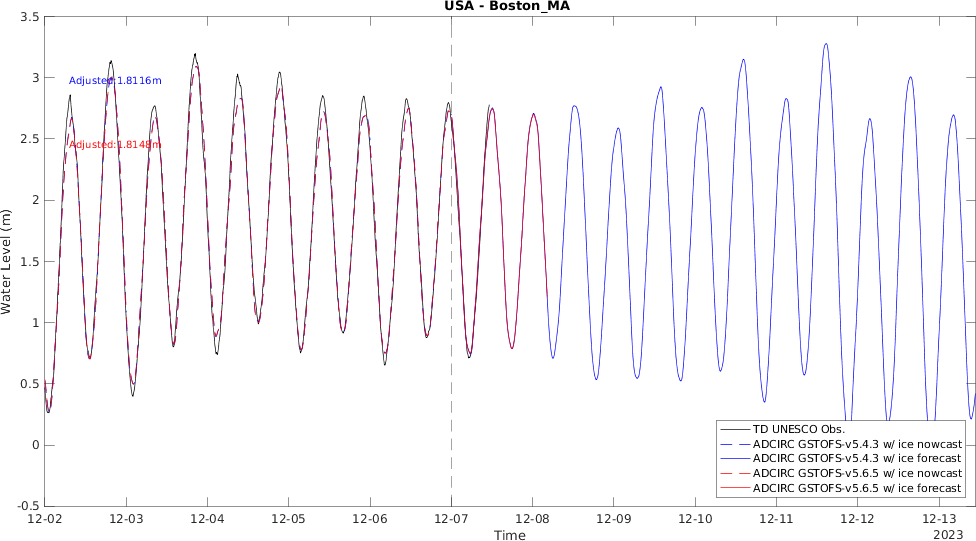 USA - Boston_MA
3.5
3
2.5
2
1.5
1
0.5
0
-0.5
Water Level (m)
Adjusted:1.8116m
Adjusted:1.8148m
TD UNESCO Obs.
ADCIRC GSTOFS-v5.4.3 w/ ice nowcast
ADCIRC GSTOFS-v5.4.3 w/ ice forecast
ADCIRC GSTOFS-v5.6.5 w/ ice nowcast
ADCIRC GSTOFS-v5.6.5 w/ ice forecast
12-02 12-03 12-04 12-05 12-06 12-07 12-08 12-09 12-10 12-11 12-12 12-13
Time
2023